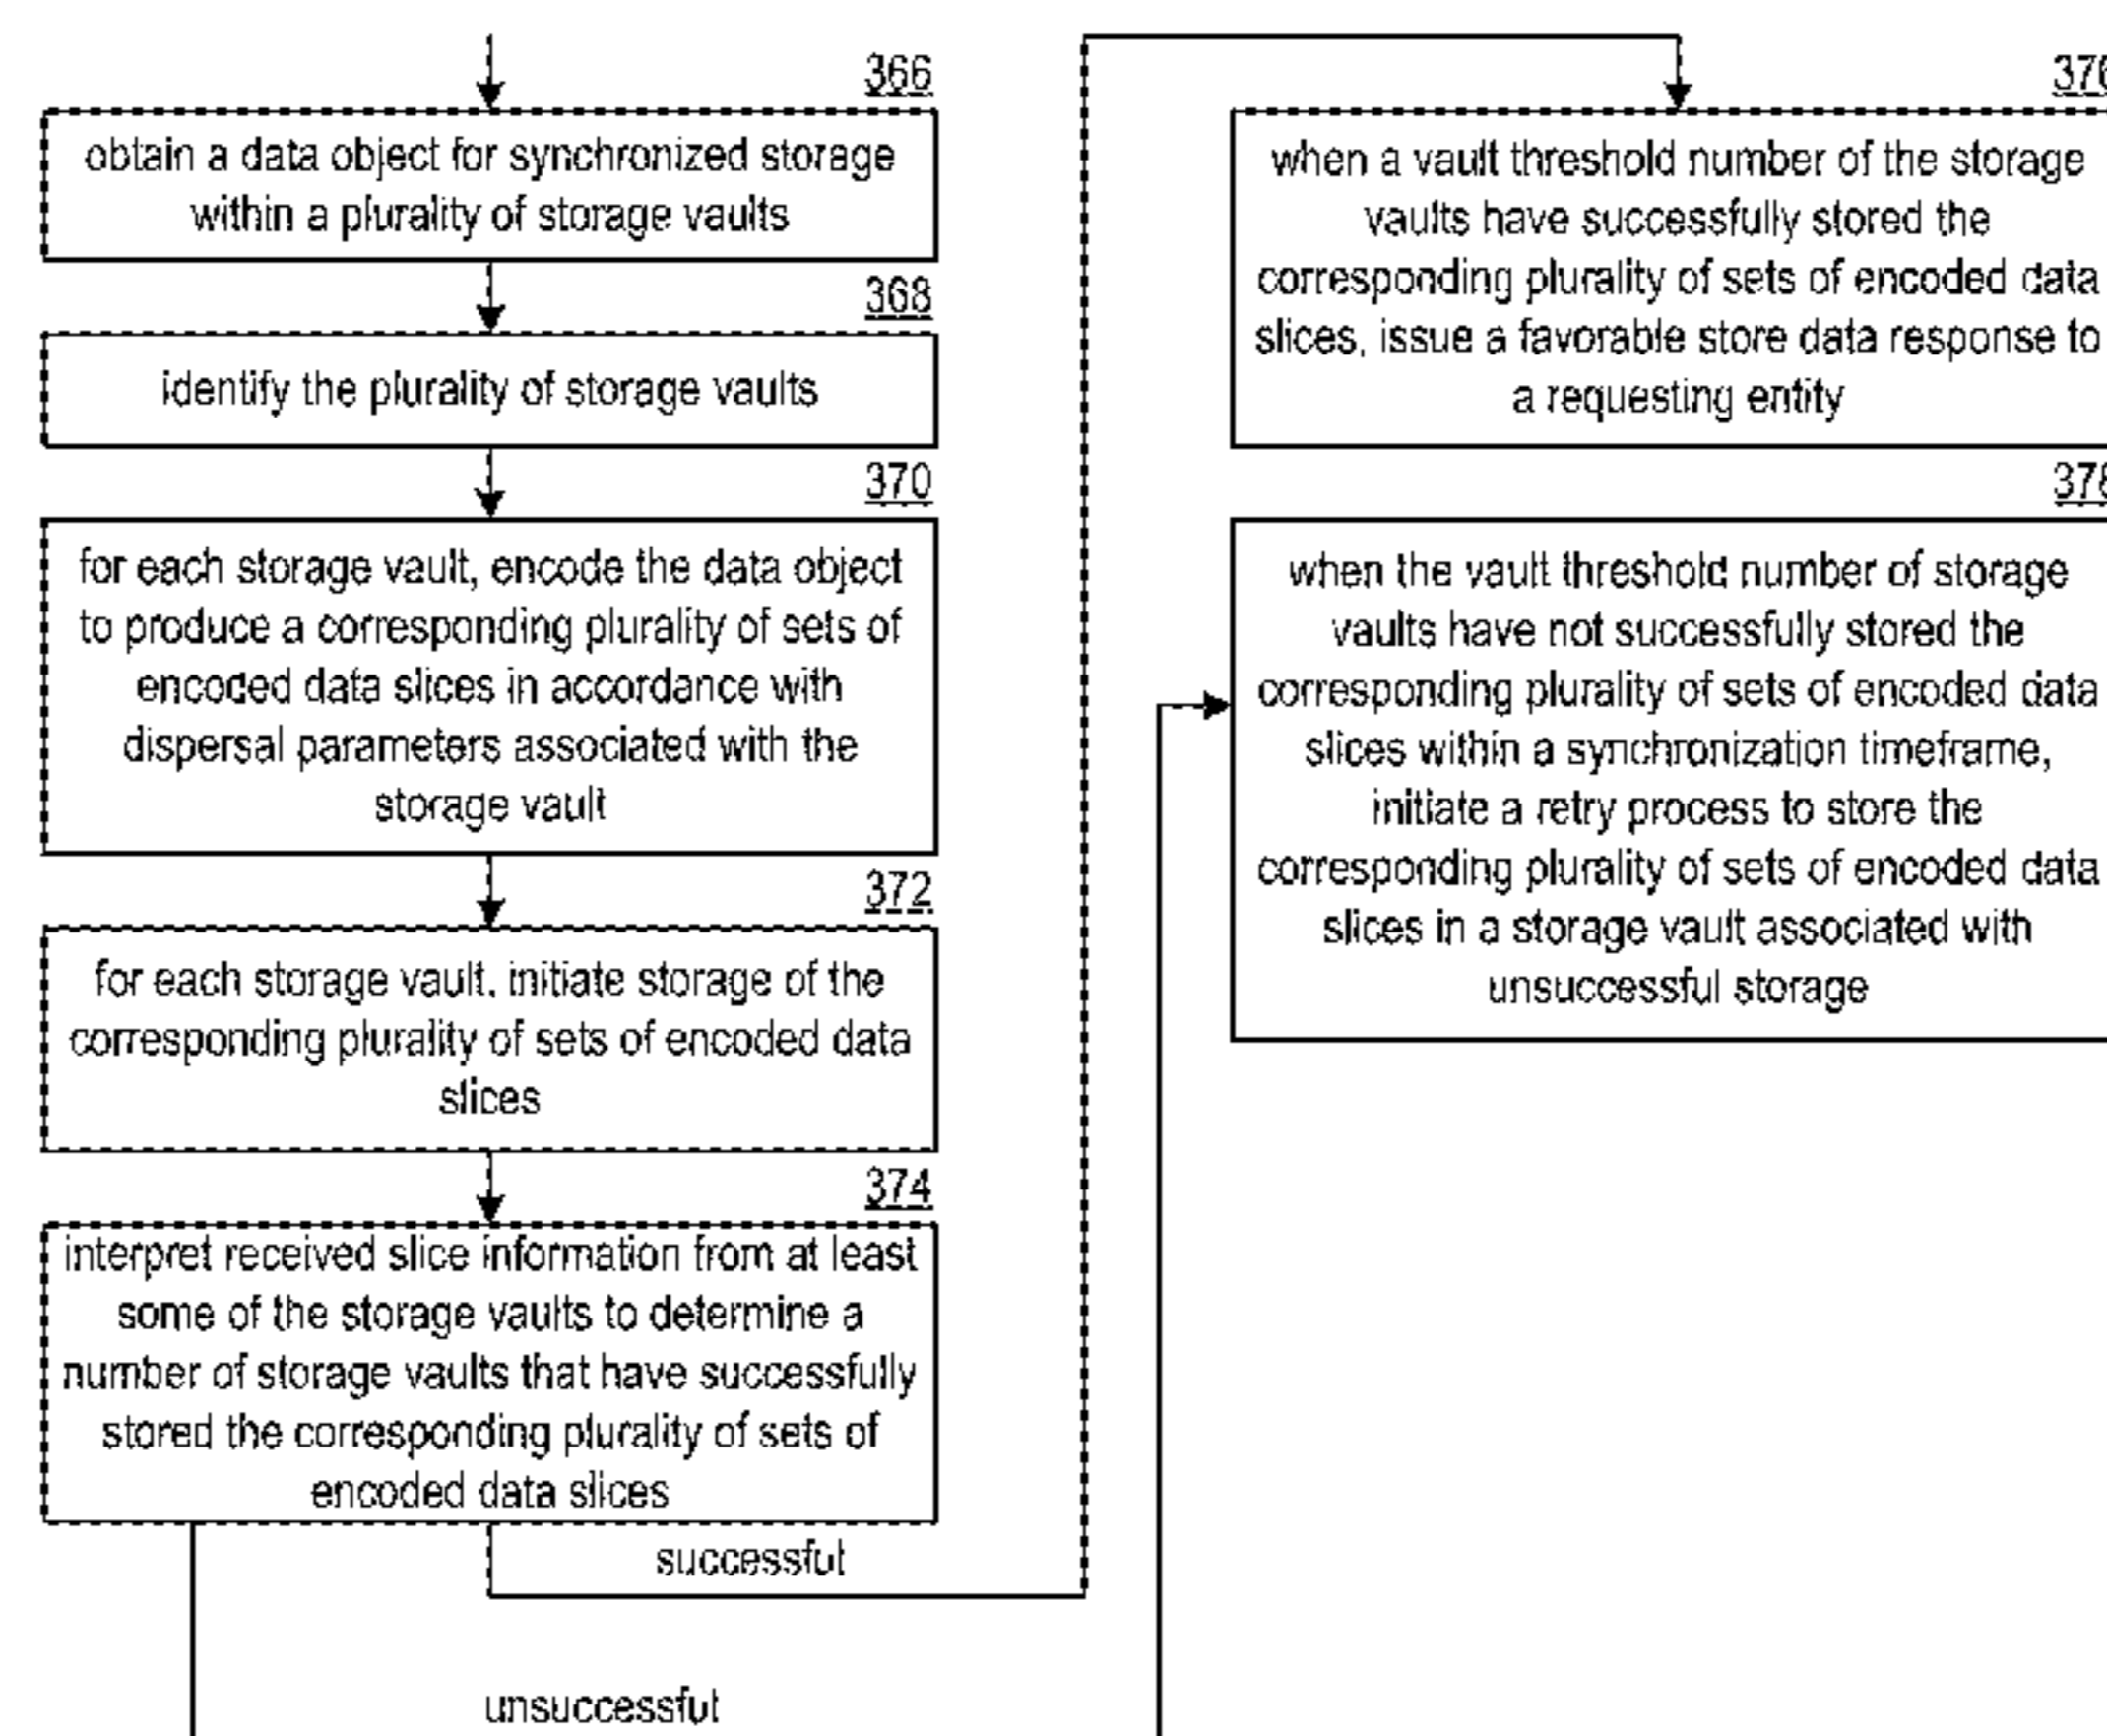 366
obtain a data object for synchronized storage
within a plurality of storage vaults
368
identify the plurality of storage vaults
370
for each storage vault, encode the data object
to produce a corresponding plurality of sets of
encoded data slices in accordance with
dispersal parameters associated with the
storage vault
372
for each storage vault, initiate storage of the
corresponding plurality of sets of encoded data
slices
374
interpret received slice information from at least
some of the storage vaults to determine a
number of storage vaults that have successfully
stored the corresponding plurality of sets of
encoded data slices
successful
unsuccessful
376
when a vault threshold number of the storage
vaults have successfully stored the
corresponding plurality of sets of encoded data
slices, issue a favorable store data response to
a requesting entity
378
when the vault threshold number of storage
vaults have not successfully stored the
corresponding plurality of sets of encoded data
slices within a synchronization timeframe,
initiate a retry process to store the
corresponding plurality of sets of encoded data
slices in a storage vault associated with
unsuccessful storage